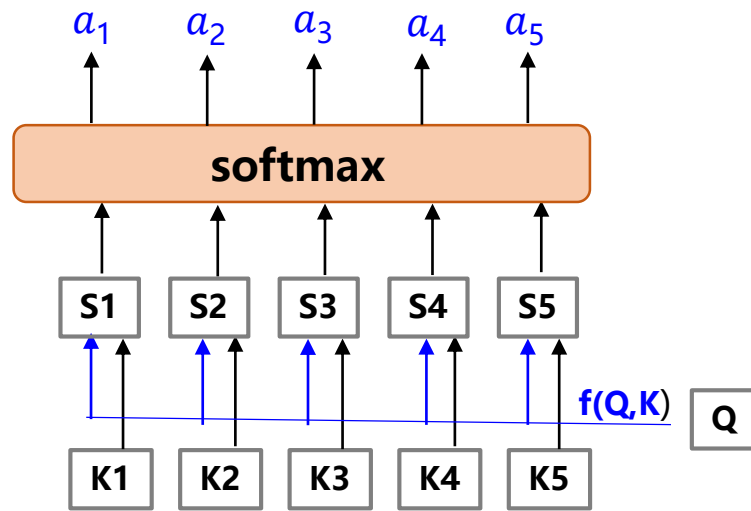 a₁ a₂ a₃ a₄ a₅
softmax
S1 S2 S3 S4 S5
f(Q,K) Q
K1 K2 K3 K4 K5